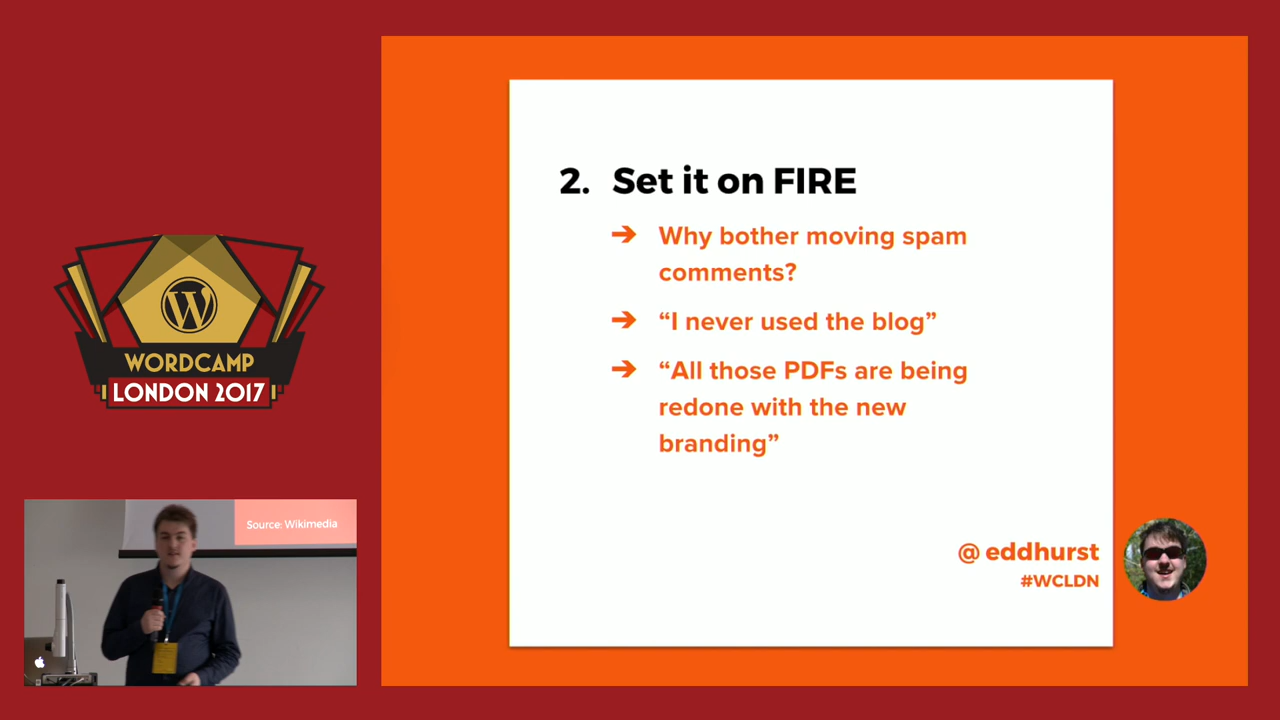 2. Set it on FIRE
➔ Why bother moving spam
comments?
➔ “I never used the blog”
➔ “All those PDFs are being
redone with the new
branding”
@ eddhurst
#WCLDN
WORDCAMP
LONDON 2017
Source: Wikimedia